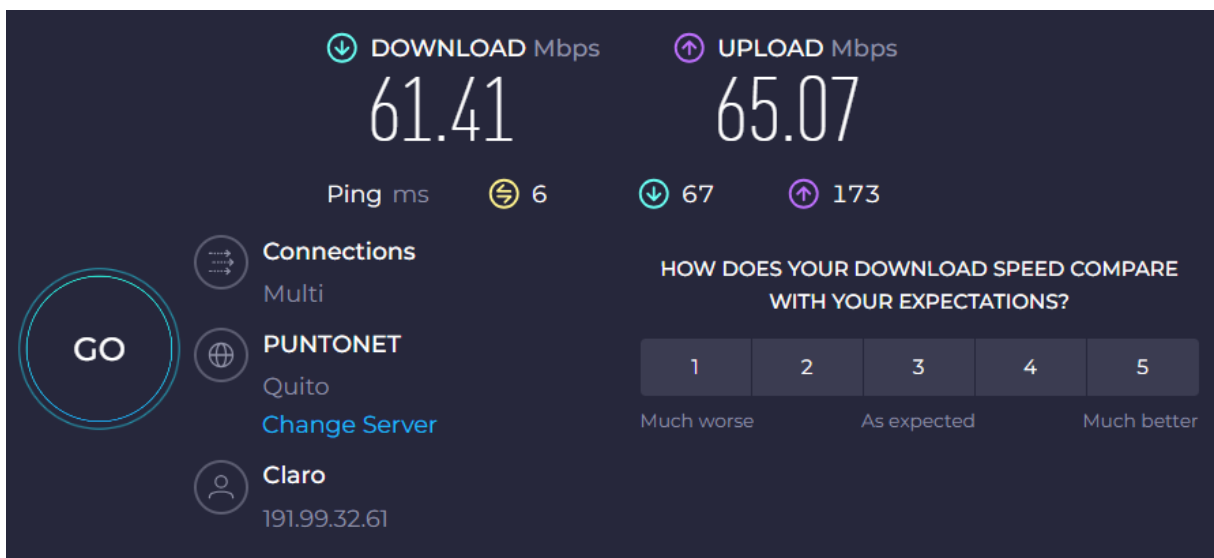 DOWNLOAD Mbps
61.41
UPLOAD Mbps
65.07
Ping ms 6 67 173
GO
Connections
Multi
PUNTONET
Quito
Change Server
Claro
191.99.32.61
HOW DOES YOUR DOWNLOAD SPEED COMPARE
WITH YOUR EXPECTATIONS?
1 2 3 4 5
Much worse As expected Much better